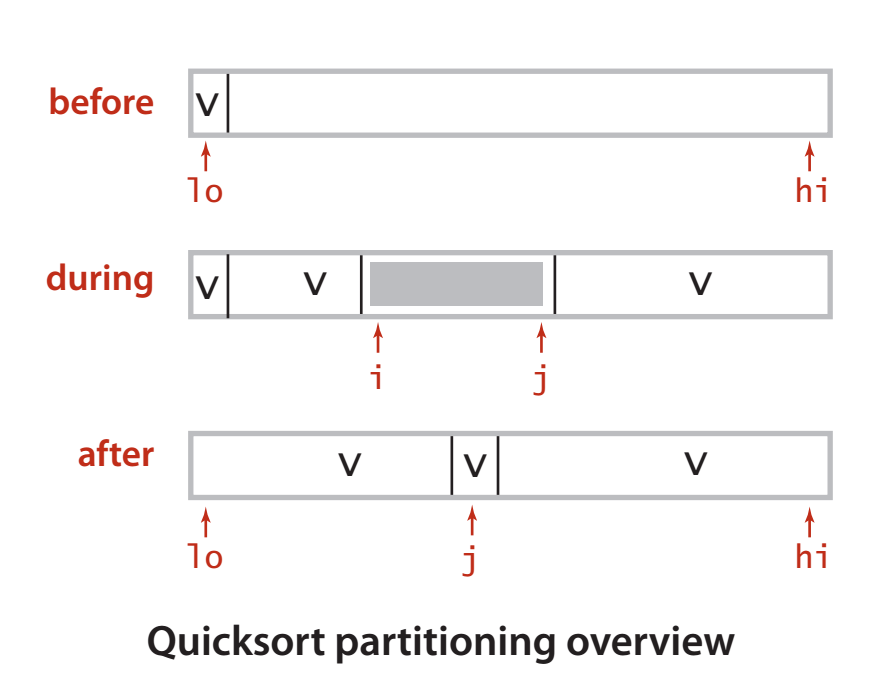 before v
lo hi
during v v v
i j
after v v v
lo j hi
Quicksort partitioning overview